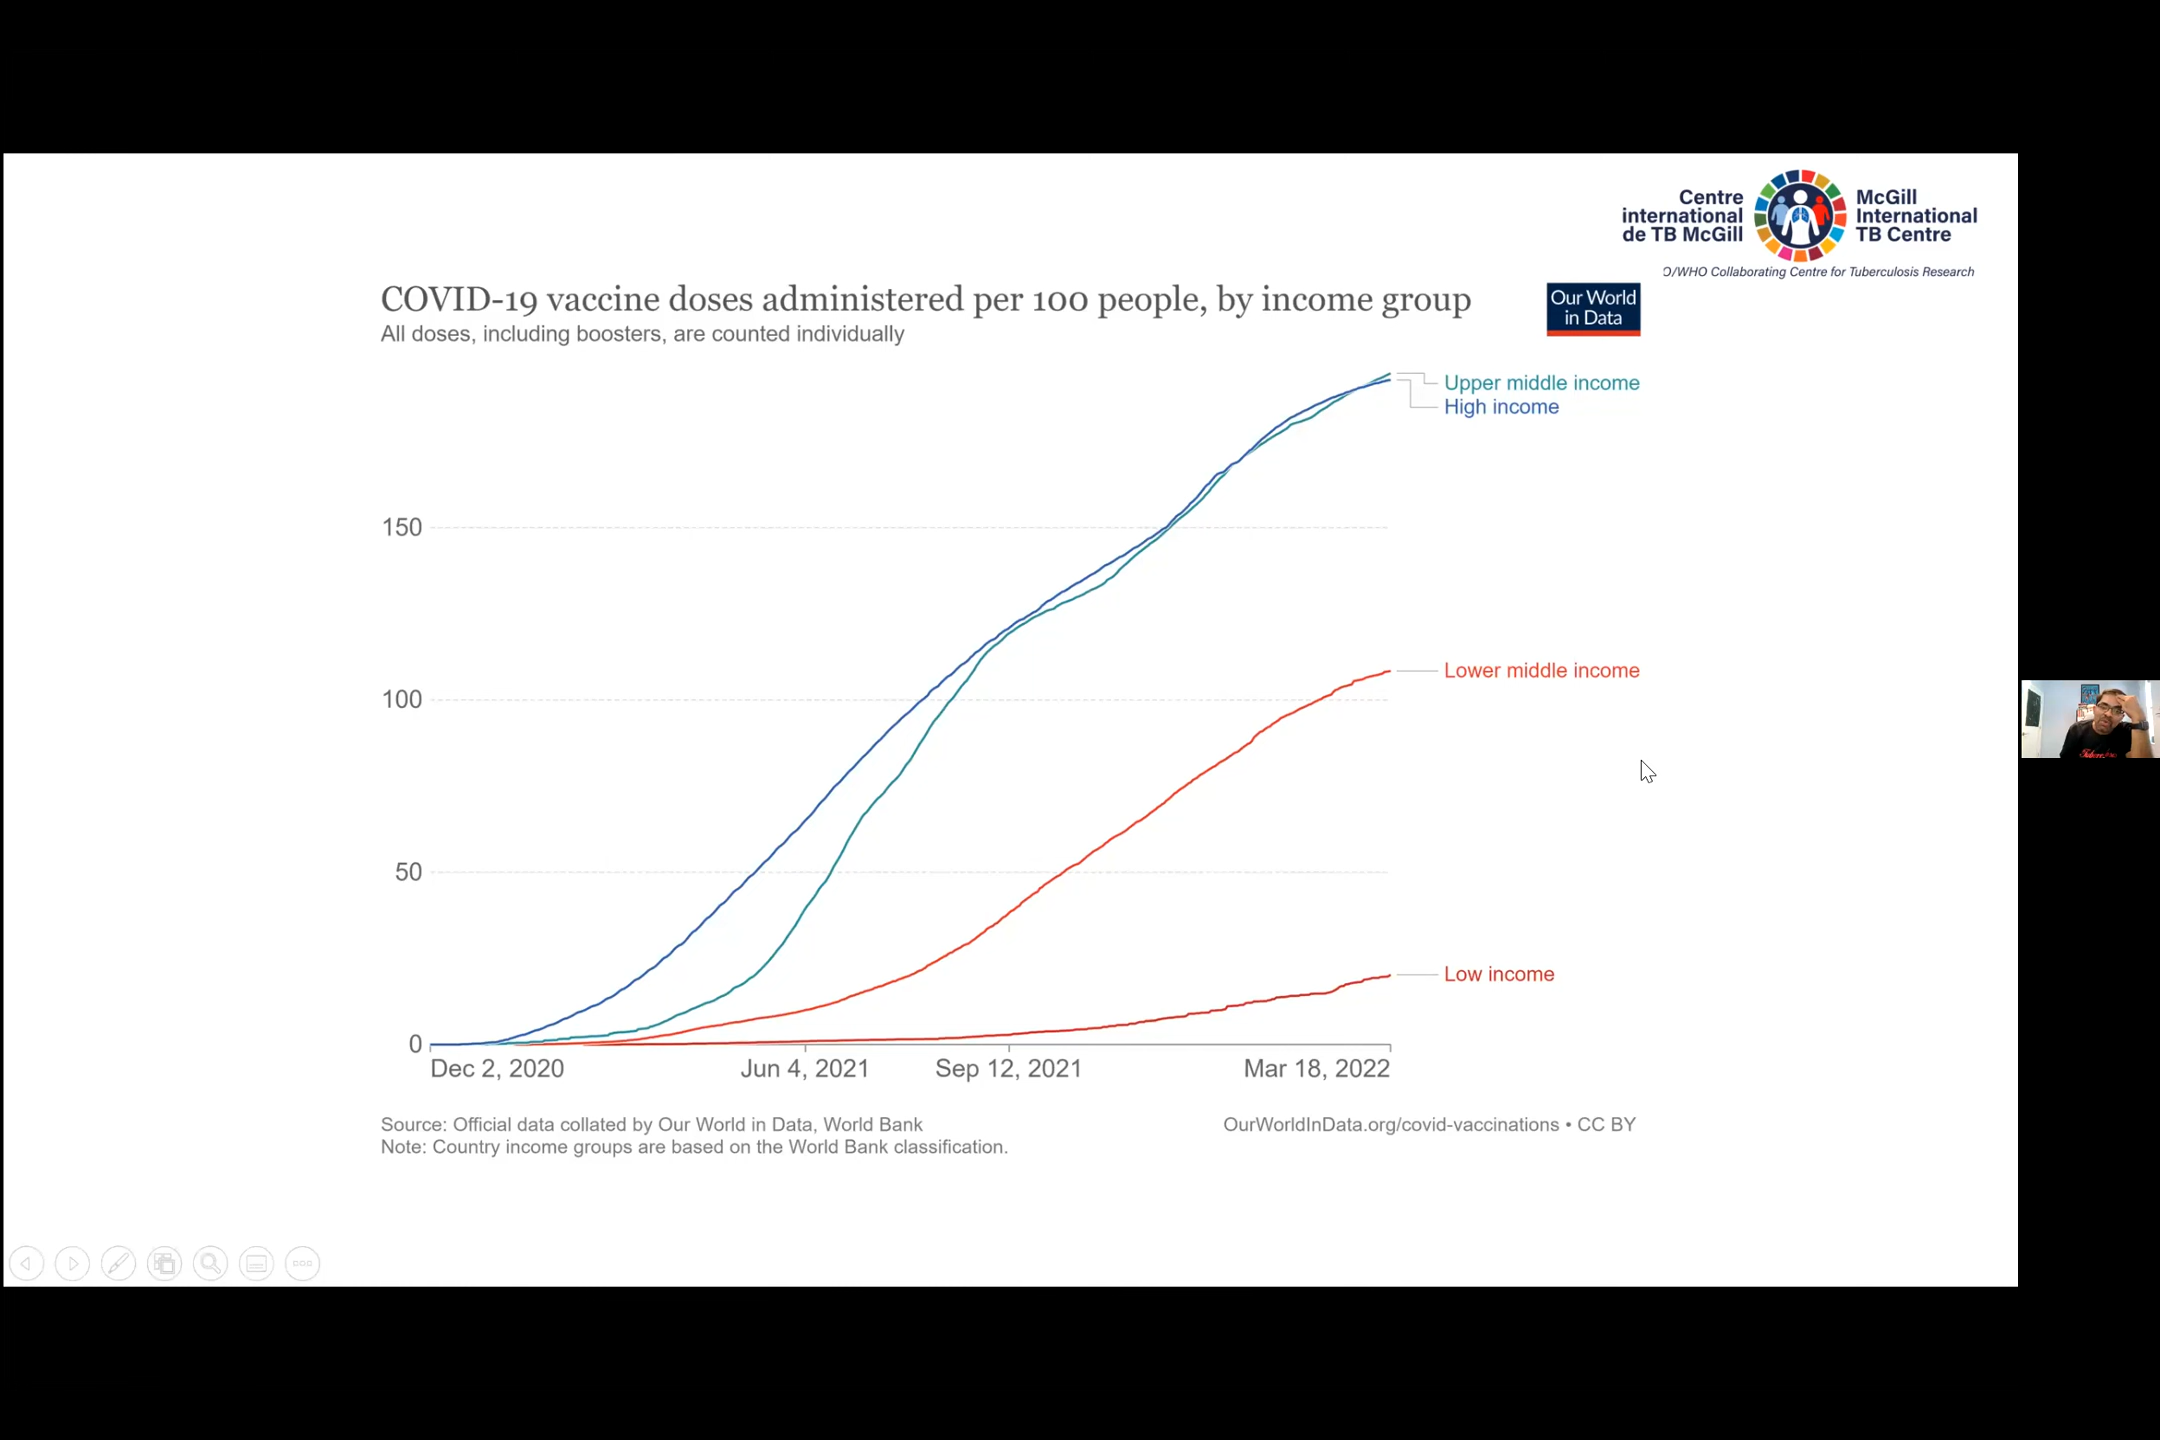 Centre
international
de TB McGill
McGill
International
TB Centre
O/WHO Collaborating Centre for Tuberculosis Research
COVID-19 vaccine doses administered per 100 people, by income group
All doses, including boosters, are counted individually
Our World
in Data
Upper middle income
High income
150
Lower middle income
100
50
Low income
0
Dec 2, 2020
Jun 4, 2021
Sep 12, 2021
Mar 18, 2022
Source: Official data collated by Our World in Data, World Bank
Note: Country income groups are based on the World Bank classification.
OurWorldInData.org/covid-vaccinations • CC BY